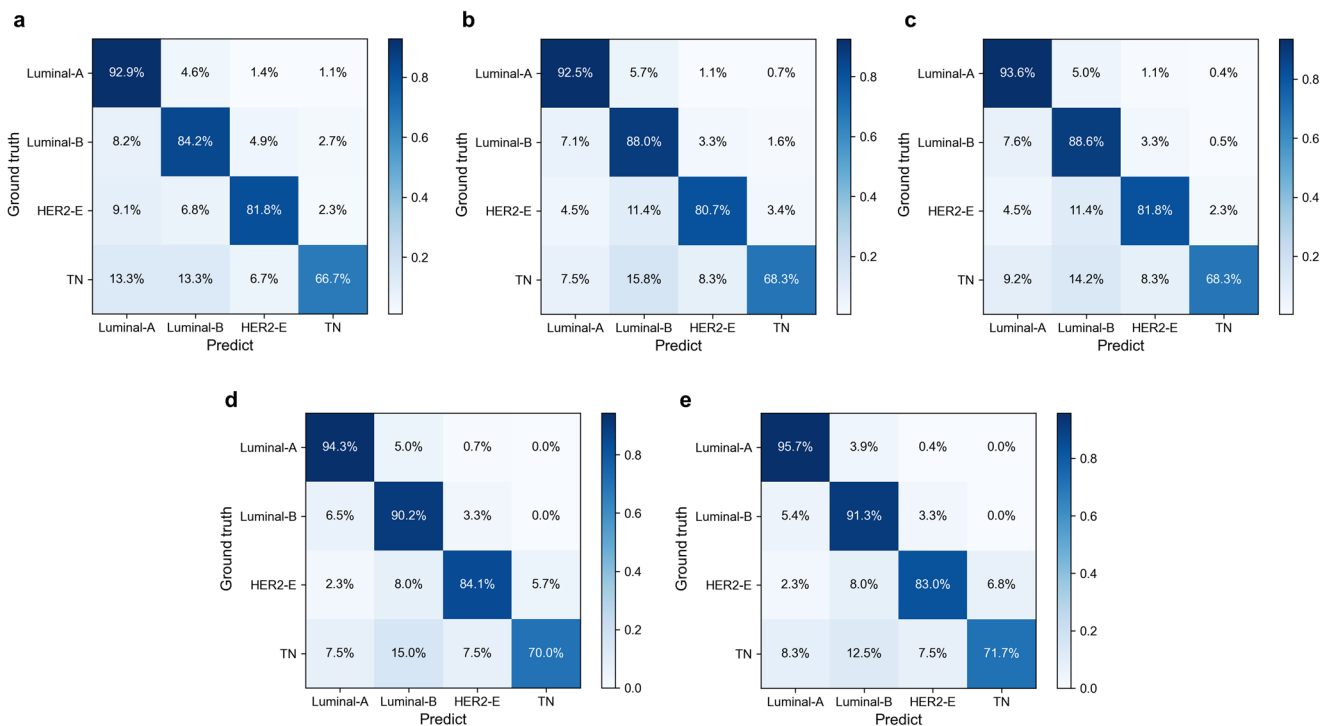 a
Luminal-A 92.9% 4.6% 1.4% 1.1%
Luminal-B 8.2% 84.2% 4.9% 2.7%
HER2-E 9.1% 6.8% 81.8% 2.3%
TN 13.3% 13.3% 6.7% 66.7%
Luminal-A Luminal-B HER2-E TN
Predict
Ground truth
0.8
0.6
0.4
0.2
b
Luminal-A 92.5% 5.7% 1.1% 0.7%
Luminal-B 7.1% 88.0% 3.3% 1.6%
HER2-E 4.5% 11.4% 80.7% 3.4%
TN 7.5% 15.8% 8.3% 68.3%
Luminal-A Luminal-B HER2-E TN
Predict
Ground truth
0.8
0.6
0.4
0.2
c
Luminal-A 93.6% 5.0% 1.1% 0.4%
Luminal-B 7.6% 88.6% 3.3% 0.5%
HER2-E 4.5% 11.4% 81.8% 2.3%
TN 9.2% 14.2% 8.3% 68.3%
Luminal-A Luminal-B HER2-E TN
Predict
Ground truth
0.8
0.6
0.4
0.2
d
Luminal-A 94.3% 5.0% 0.7% 0.0%
Luminal-B 6.5% 90.2% 3.3% 0.0%
HER2-E 2.3% 8.0% 84.1% 5.7%
TN 7.5% 15.0% 7.5% 70.0%
Luminal-A Luminal-B HER2-E TN
Predict
Ground truth
0.8
0.6
0.4
0.2
0.0
e
Luminal-A 95.7% 3.9% 0.4% 0.0%
Luminal-B 5.4% 91.3% 3.3% 0.0%
HER2-E 2.3% 8.0% 83.0% 6.8%
TN 8.3% 12.5% 7.5% 71.7%
Luminal-A Luminal-B HER2-E TN
Predict
Ground truth
0.8
0.6
0.4
0.2
0.0